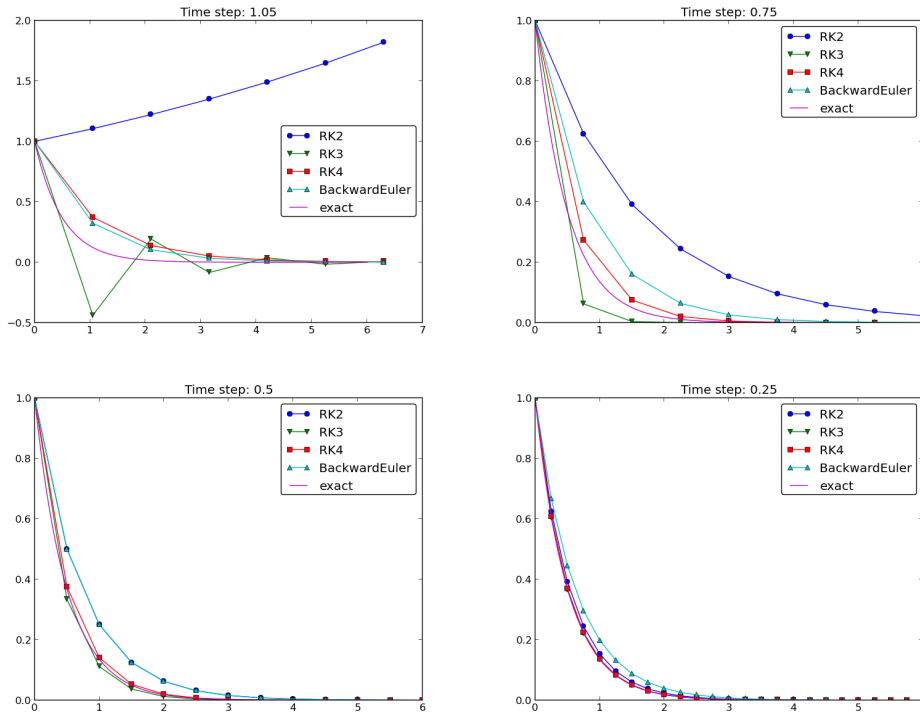 Time step: 1.05
2.0
1.5
1.0
0.5
0.0
−0.5
0 1 2 3 4 5 6 7
RK2
RK3
RK4
BackwardEuler
exact
Time step: 0.75
1.0
0.8
0.6
0.4
0.2
0.0
0 1 2 3 4 5
RK2
RK3
RK4
BackwardEuler
exact
Time step: 0.5
1.0
0.8
0.6
0.4
0.2
0.0
0 1 2 3 4 5 6
RK2
RK3
RK4
BackwardEuler
exact
Time step: 0.25
1.0
0.8
0.6
0.4
0.2
0.0
0 1 2 3 4 5
RK2
RK3
RK4
BackwardEuler
exact